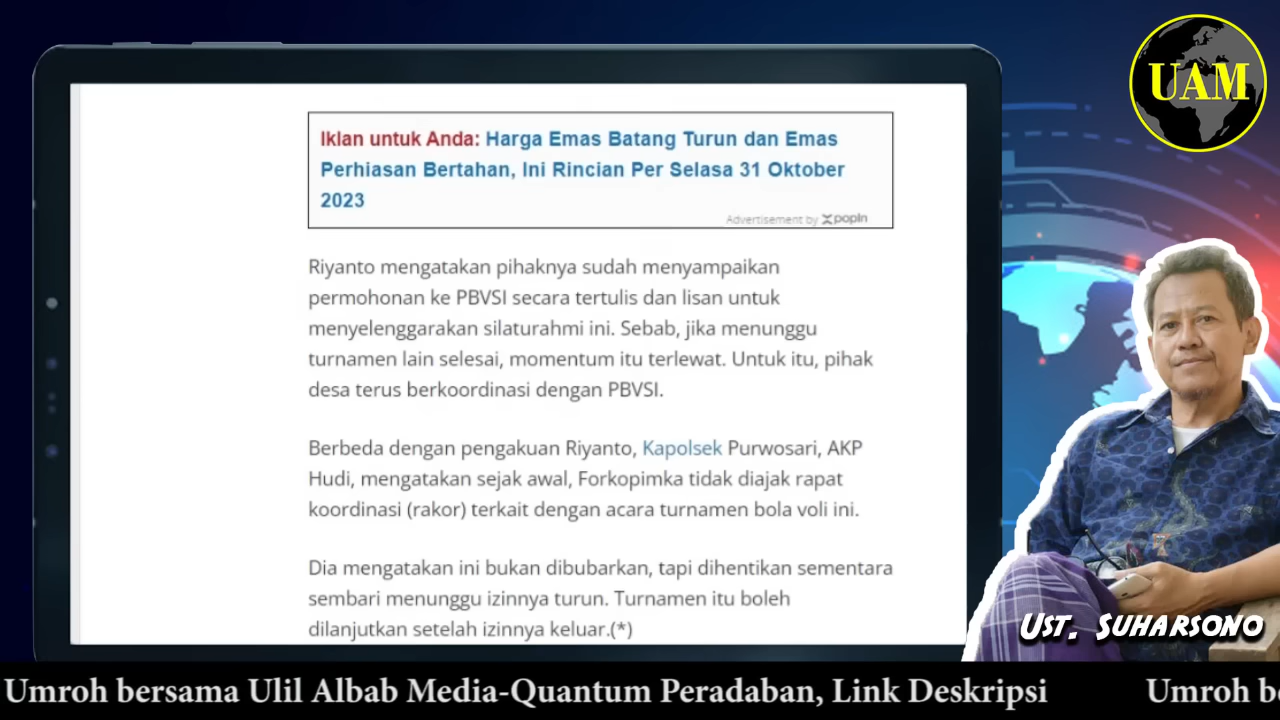 UAM
Iklan untuk Anda: Harga Emas Batang Turun dan Emas
Perhiasan Bertahan, Ini Rincian Per Selasa 31 Oktober
2023
Advertisement by popIn
Riyanto mengatakan pihaknya sudah menyampaikan
permohonan ke PBVSI secara tertulis dan lisan untuk
menyelenggarakan silaturahmi ini. Sebab, jika menunggu
turnamen lain selesai, momentum itu terlewat. Untuk itu, pihak
desa terus berkoordinasi dengan PBVSI.
Berbeda dengan pengakuan Riyanto, Kapolsek Purwosari, AKP
Hudi, mengatakan sejak awal, Forkopimka tidak diajak rapat
koordinasi (rakor) terkait dengan acara turnamen bola voli ini.
Dia mengatakan ini bukan dibubarkan, tapi dihentikan sementara
sembari menunggu izinnya turun. Turnamen itu boleh
dilanjutkan setelah izinnya keluar.(*)
UST. SUHARSONO
Umroh bersama Ulil Albab Media-Quantum Peradaban, Link Deskripsi Umroh be